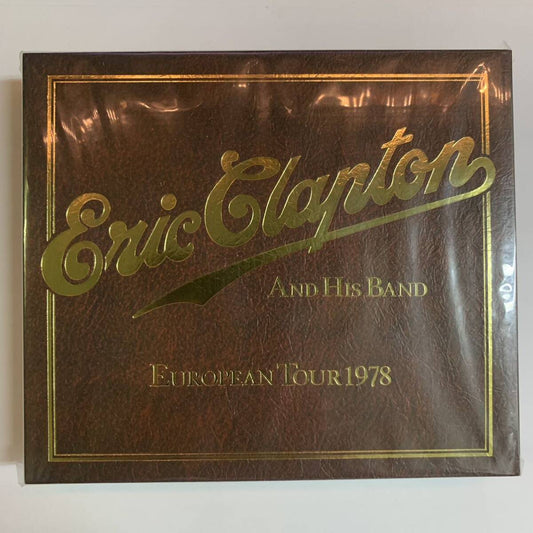 Eric Clapton
AND HIS BAND
EUROPEAN TOUR 1978